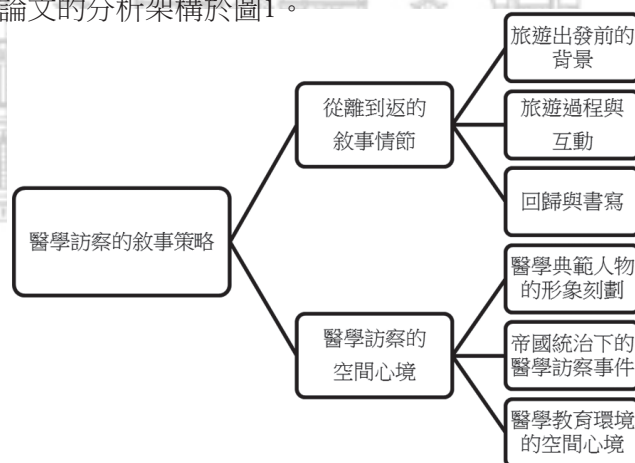 論文的分析架構於圖1。
旅遊出發前的
背景
從離到返的
敘事情節
旅遊過程與
互動
回歸與書寫
醫學訪察的敘事策略
醫學典範人物
的形象刻劃
醫學訪察的
空間心境
帝國統治下的
醫學訪察事件
醫學教育環境
的空間心境